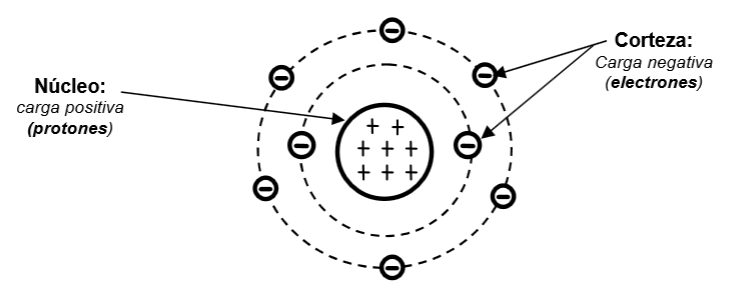 Núcleo:
carga positiva
(protones)
Corteza:
Carga negativa
(electrones)
+ +
+ + +
+ + +
−
−
−
−
−
−
−
−